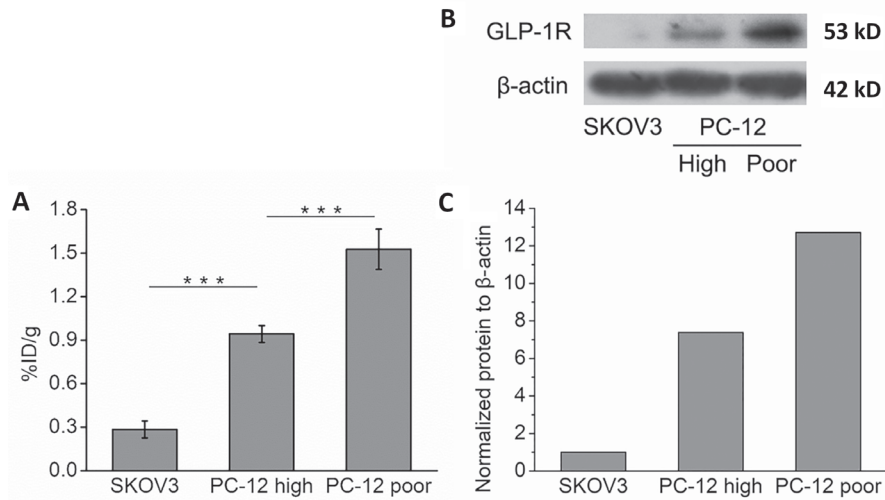 B
GLP-1R 53 kD
β-actin 42 kD
SKOV3 PC-12
High Poor
A
* * *
* * *
%ID/g
1.8
1.5
1.2
0.9
0.6
0.3
0.0
SKOV3 PC-12 high PC-12 poor
C
Normalized protein to β-actin
14
12
10
8
6
4
2
0
SKOV3 PC-12 high PC-12 poor